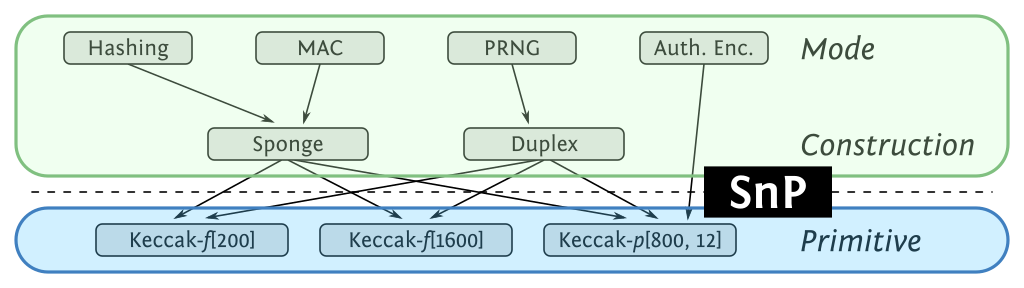 Hashing MAC PRNG Auth. Enc. Mode
Sponge Duplex Construction
SnP
Keccak-f[200] Keccak-f[1600] Keccak-p[800, 12] Primitive